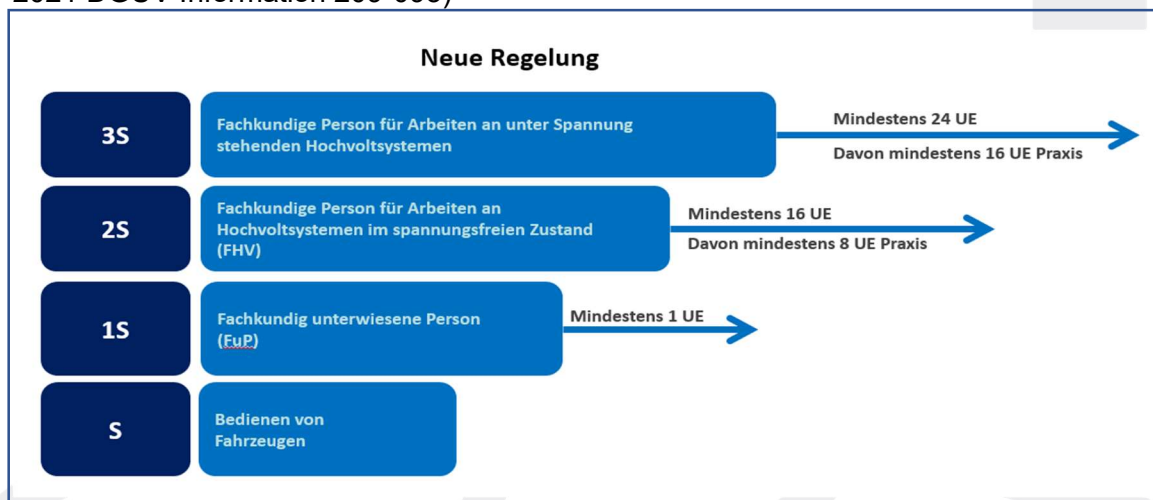 Neue Regelung
3S
Fachkundige Person für Arbeiten an unter Spannung
stehenden Hochvoltsystemen
Mindestens 24 UE
Davon mindestens 16 UE Praxis
2S
Fachkundige Person für Arbeiten an
Hochvoltsystemen im spannungsfreien Zustand
(FHV)
Mindestens 16 UE
Davon mindestens 8 UE Praxis
1S
Fachkundig unterwiesene Person
(FuP)
Mindestens 1 UE
S
Bedienen von
Fahrzeugen